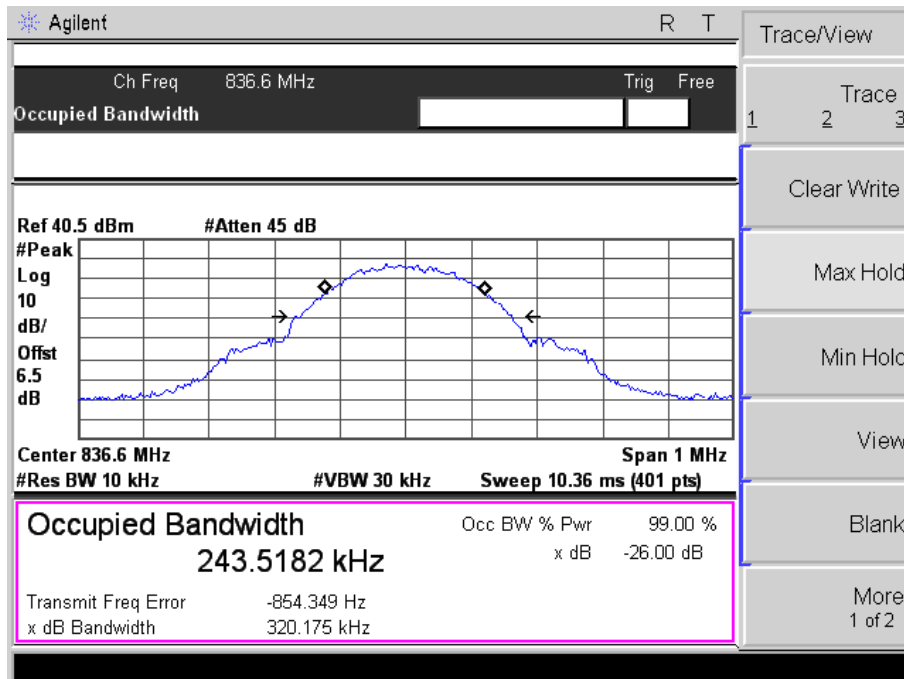 Agilent R T
Trace/View
Ch Freq 836.6 MHz Trig Free
Occupied Bandwidth
Trace
1 2 3
Clear Write
Ref 40.5 dBm #Atten 45 dB
#Peak
Log
10
dB/
Offst
6.5
dB
Max Hold
Min Hold
Center 836.6 MHz Span 1 MHz
#Res BW 10 kHz #VBW 30 kHz Sweep 10.36 ms (401 pts)
View
Occupied Bandwidth Occ BW % Pwr 99.00 %
243.5182 kHz x dB -26.00 dB
Blank
Transmit Freq Error -854.349 Hz
x dB Bandwidth 320.175 kHz
More
1 of 2